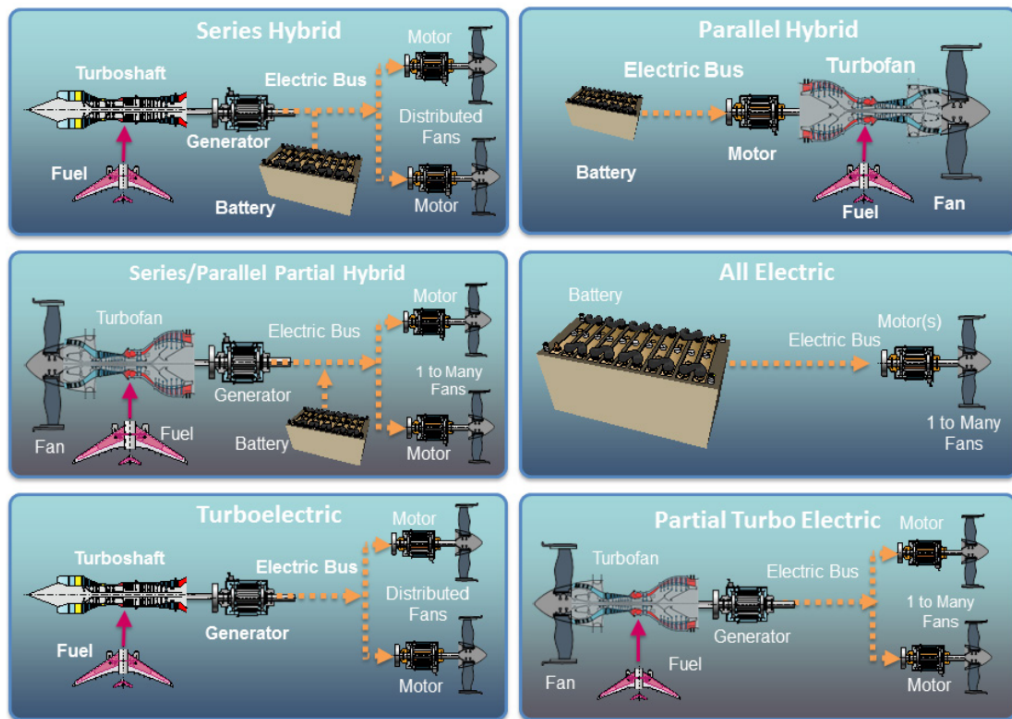 Series Hybrid
Motor
Turboshaft
Electric Bus
Distributed
Fans
Generator
Fuel
Battery
Motor
Parallel Hybrid
Electric Bus
Turbofan
Motor
Battery
Fuel
Fan
Series/Parallel Partial Hybrid
Motor
Turbofan
Electric Bus
Generator
1 to Many
Fans
Fan
Fuel
Battery
Motor
All Electric
Battery
Motor(s)
Electric Bus
1 to Many
Fans
Turboelectric
Motor
Turboshaft
Electric Bus
Distributed
Fans
Generator
Fuel
Motor
Partial Turbo Electric
Motor
Turbofan
Electric Bus
1 to Many
Fans
Generator
Fuel
Fan
Motor